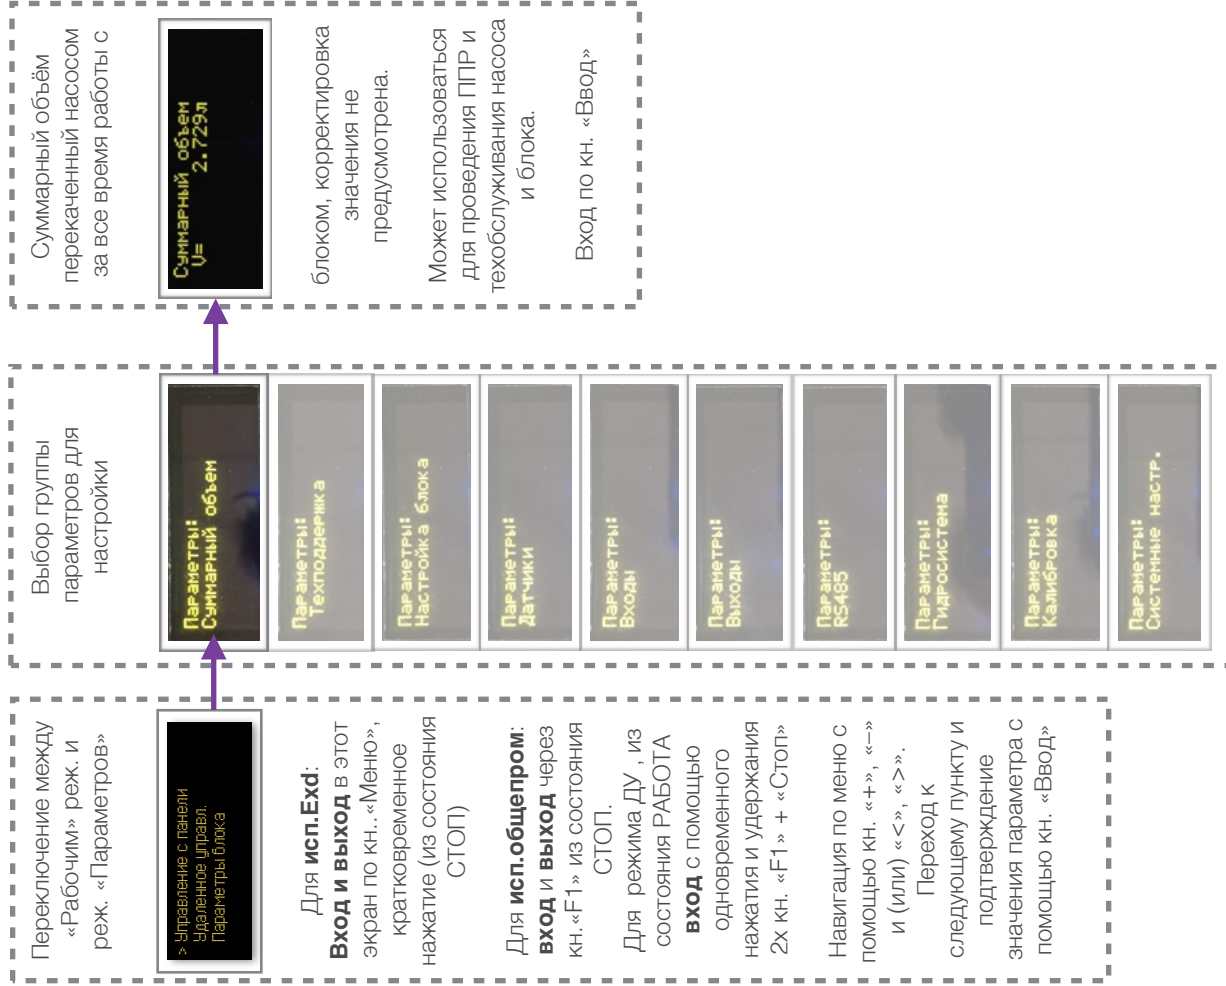 Переключение между
«Рабочим» реж. и
реж. «Параметров»
> Управление с панели
Удаленное управл.
Параметры блока
Для исп.Exd:
Вход и выход в этот
экран по кн. «Меню»,
кратковременное
нажатие (из состояния
СТОП)
Для исп.общепром:
вход и выход через
кн.«F1» из состояния
СТОП.
Для режима ДУ , из
состояния РАБОТА
вход с помощью
одновременного
нажатия и удержания
2х кн. «F1» + «Стоп»
Навигация по меню с
помощью кн. «+», «–»
и (или) «<», «>».
Переход к
следующему пункту и
подтверждение
значения параметра с
помощью кн. «Ввод»
Выбор группы
параметров для
настройки
Параметры:
Суммарный объем
Параметры:
Техподдержка
Параметры:
Настройка блока
Параметры:
Датчики
Параметры:
Входы
Параметры:
Выходы
Параметры:
RS485
Параметры:
Гидросистема
Параметры:
Калибровка
Параметры:
Системные настр.
Суммарный объём
перекаченный насосом
за все время работы с
Суммарный объем
V= 2.729л
блоком, корректировка
значения не
предусмотрена.
Может использоваться
для проведения ППР и
техобслуживания насоса
и блока.
Вход по кн. «Ввод»